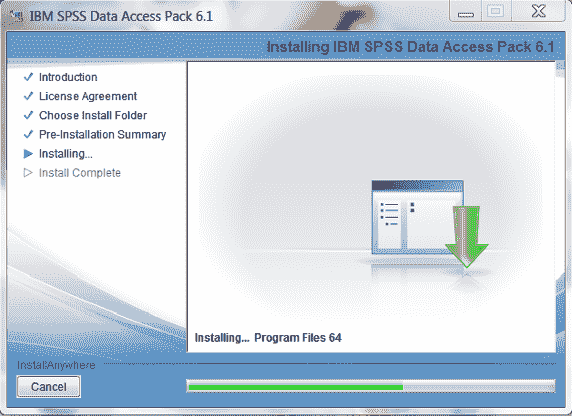 IBM SPSS Data Access Pack 6.1
Installing IBM SPSS Data Access Pack 6.1
Introduction
License Agreement
Choose Install Folder
Pre-Installation Summary
Installing...
Install Complete
Installing... Program Files 64
InstallAnywhere
Cancel